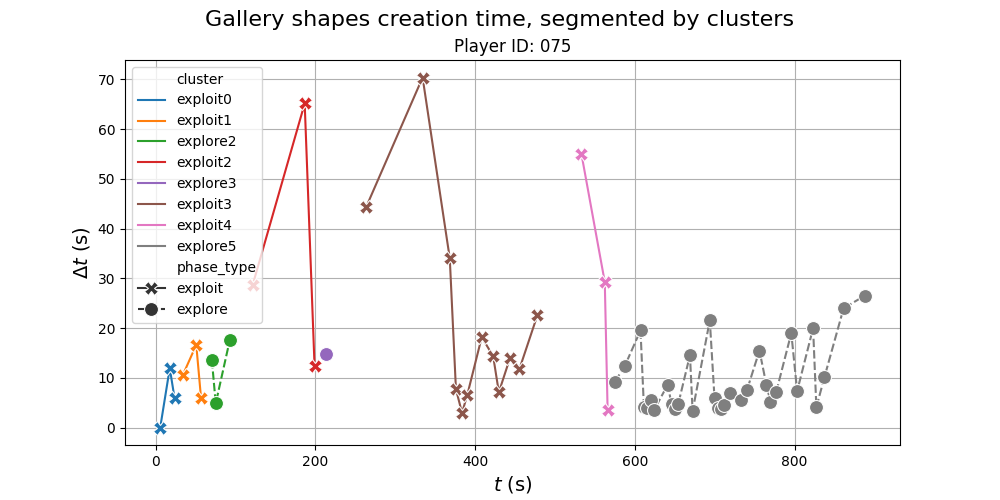 Gallery shapes creation time, segmented by clusters
Player ID: 075
70
60
50
40
30
20
10
0
Δt (s)
cluster
exploit0
exploit1
explore2
exploit2
explore3
exploit3
exploit4
explore5
phase_type
exploit
explore
0 200 400 600 800
t (s)